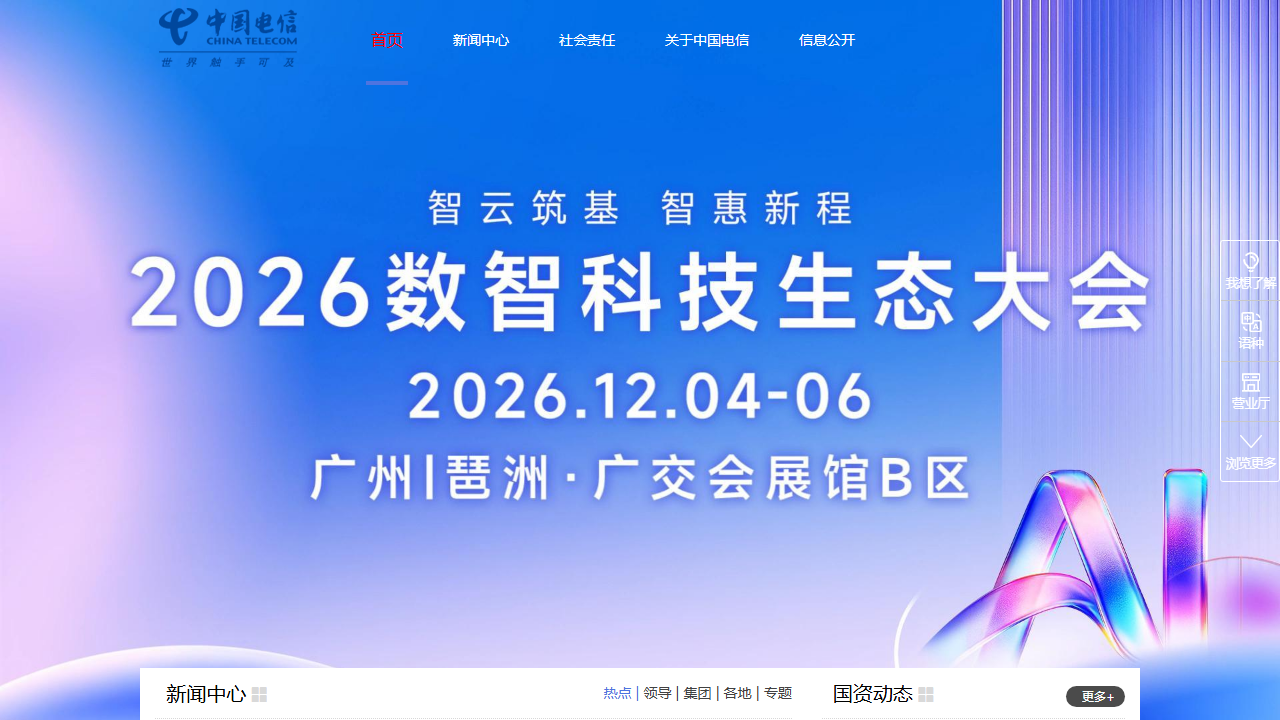 中国电信
CHINA TELECOM
世界触手可及
首页 新闻中心 社会责任 关于中国电信 信息公开
智云筑基 智惠新程
2026数智科技生态大会
2026.12.04-06
广州|琶洲·广交会展馆B区
我想了解
语种
营业厅
浏览更多
新闻中心 热点 | 领导 | 集团 | 各地 | 专题 国资动态 更多+